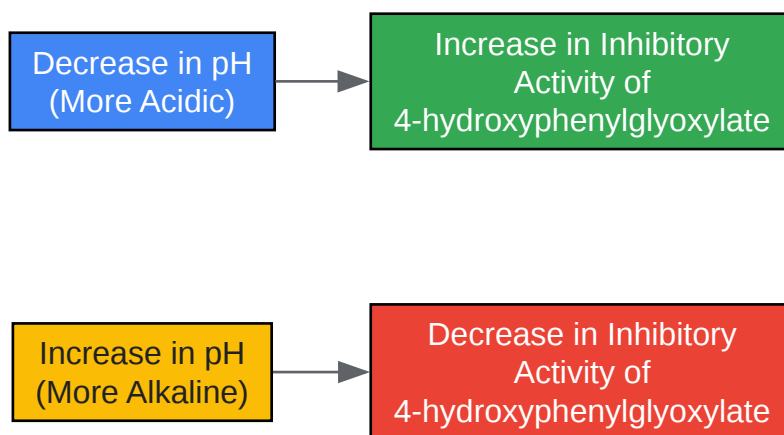 Decrease in pH
(More Acidic)
Increase in Inhibitory
Activity of
4-hydroxyphenylglyoxylate
Increase in pH
(More Alkaline)
Decrease in Inhibitory
Activity of
4-hydroxyphenylglyoxylate